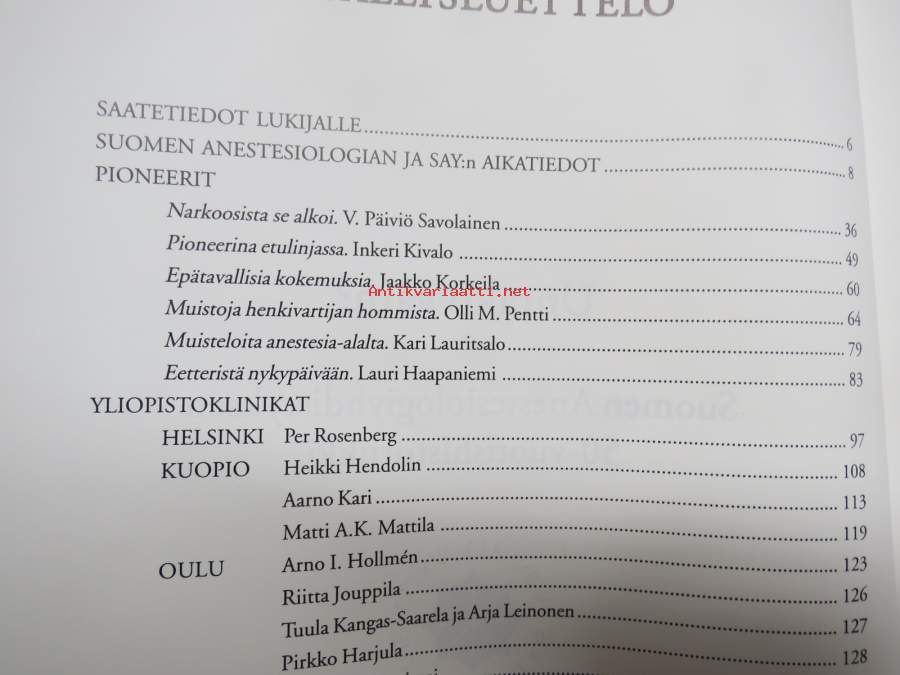 SAATETIEDOT LUKIJALLE 6
SUOMEN ANESTESIOLOGIAN JA SAY:n AIKATIEDOT 8
PIONEERIT
Narkoosista se alkoi. V. Päiviö Savolainen 36
Pioneerina etulinjassa. Inkeri Kivalo 49
Epätavallisia kokemuksia. Jaakko Korkeila 60
Antikvariaatti.net
Muistoja henkivartijan hommista. Olli M. Pentti 64
Muisteloita anestesia-alalta. Kari Lauritsalo 79
Eetteristä nykypäivään. Lauri Haapaniemi 83
YLIOPISTOKLINIKAT
HELSINKI Per Rosenberg 97
KUOPIO Heikki Hendolin 108
Aarno Kari 113
Matti A.K. Mattila 119
OULU Arno I. Hollmén 123
Riitta Jouppila 126
Tuula Kangas-Saarela ja Arja Leinonen 127
Pirkko Harjula 128